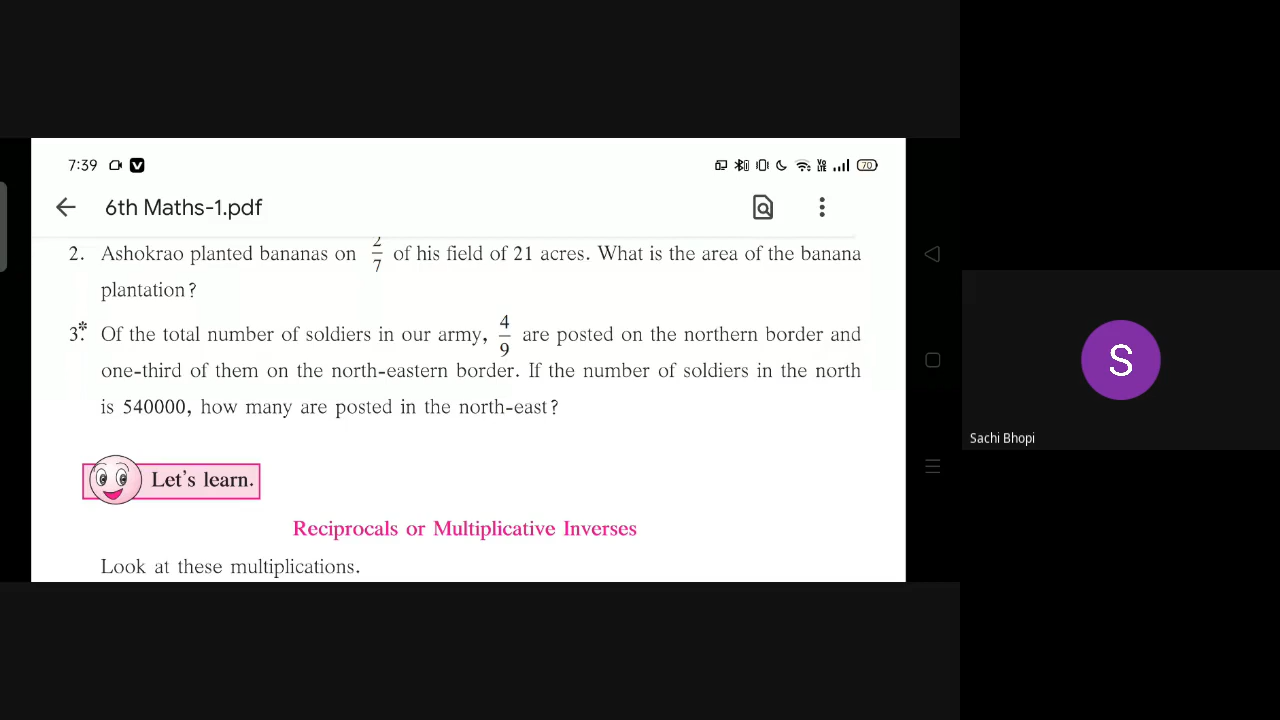 7:39
70
6th Maths-1.pdf
2. Ashokrao planted bananas on 2/7 of his field of 21 acres. What is the area of the banana
plantation?
3*. Of the total number of soldiers in our army, 4/9 are posted on the northern border and
one-third of them on the north-eastern border. If the number of soldiers in the north
is 540000, how many are posted in the north-east?
Let's learn.
Reciprocals or Multiplicative Inverses
Look at these multiplications.
S
Sachi Bhopi